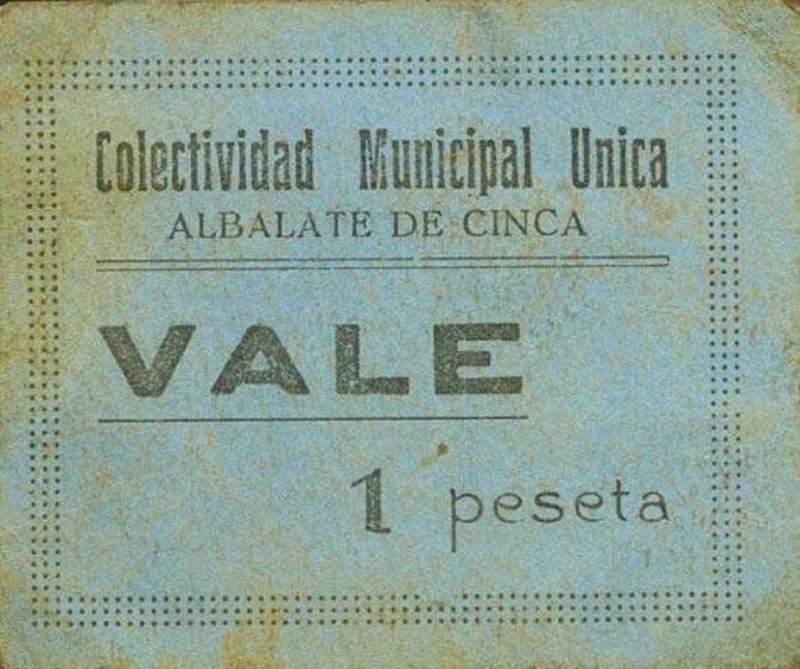 Colectividad Municipal Unica
ALBALATE DE CINCA
VALE
1 peseta